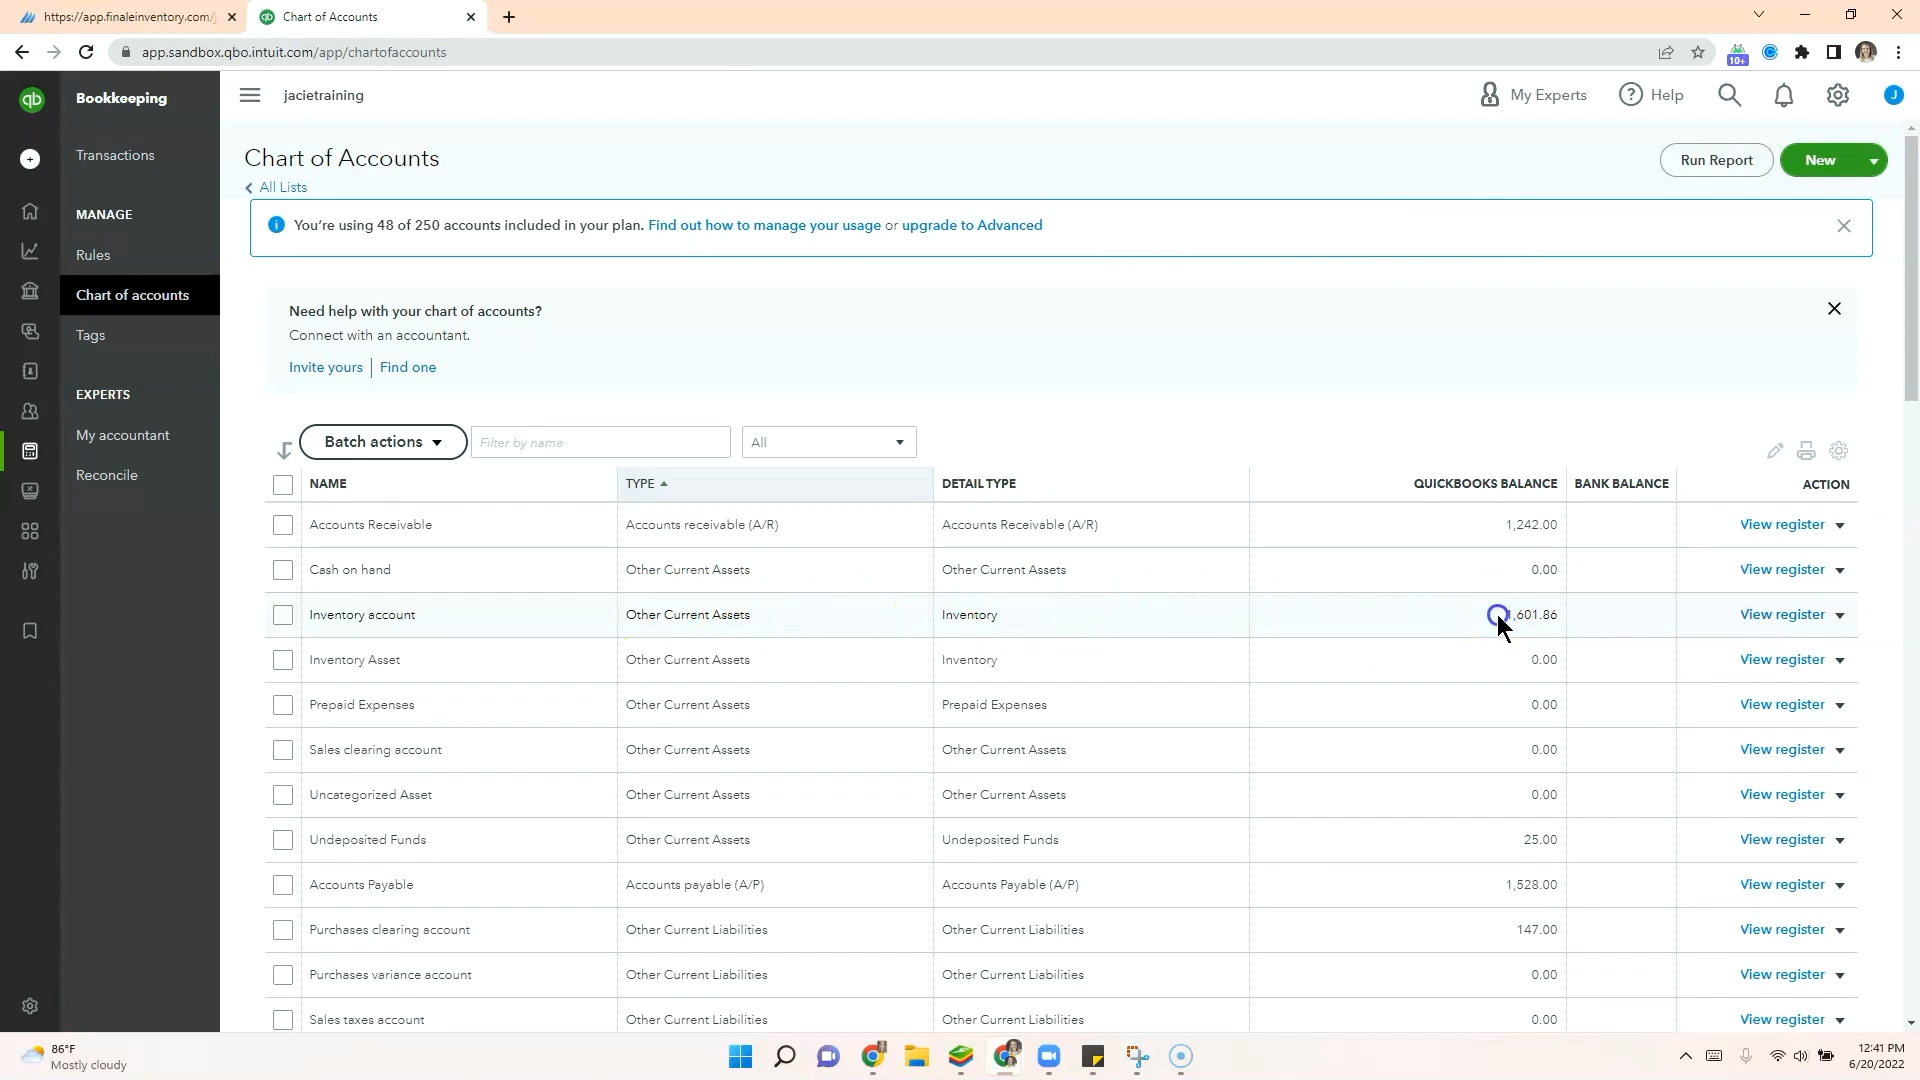 https://app.finaleinventory.com/j
Chart of Accounts
app.sandbox.qbo.intuit.com/app/chartofaccounts
10+
qb
Bookkeeping
Transactions
MANAGE
Rules
Chart of accounts
Tags
EXPERTS
My accountant
Reconcile
jacietraining
My Experts
Help
J
Chart of Accounts
All Lists
Run Report
New
You're using 48 of 250 accounts included in your plan. Find out how to manage your usage or upgrade to Advanced
Need help with your chart of accounts?
Connect with an accountant.
Invite yours | Find one
Batch actions
Filter by name
All
NAME TYPE DETAIL TYPE QUICKBOOKS BALANCE BANK BALANCE ACTION
Accounts Receivable Accounts receivable (A/R) Accounts Receivable (A/R) 1,242.00 View register
Cash on hand Other Current Assets Other Current Assets 0.00 View register
Inventory account Other Current Assets Inventory ,601.86 View register
Inventory Asset Other Current Assets Inventory 0.00 View register
Prepaid Expenses Other Current Assets Prepaid Expenses 0.00 View register
Sales clearing account Other Current Assets Other Current Assets 0.00 View register
Uncategorized Asset Other Current Assets Other Current Assets 0.00 View register
Undeposited Funds Other Current Assets Undeposited Funds 25.00 View register
Accounts Payable Accounts payable (A/P) Accounts Payable (A/P) 1,528.00 View register
Purchases clearing account Other Current Liabilities Other Current Liabilities 147.00 View register
Purchases variance account Other Current Liabilities Other Current Liabilities 0.00 View register
Sales taxes account Other Current Liabilities Other Current Liabilities 0.00 View register
86°F
Mostly cloudy
12:41 PM
6/20/2022